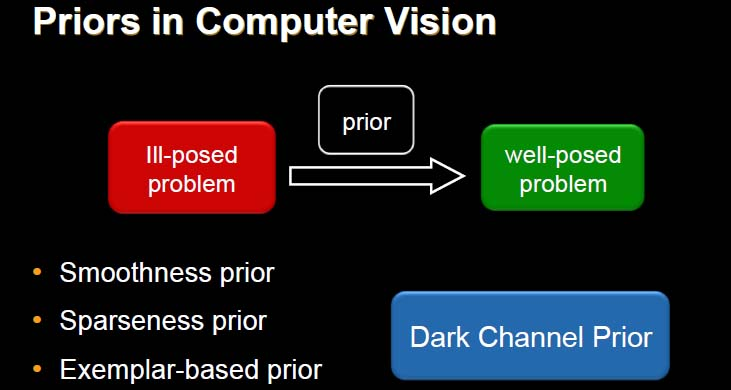 Priors in Computer Vision
prior
Ill-posed
problem
well-posed
problem
• Smoothness prior
• Sparseness prior
• Exemplar-based prior
Dark Channel Prior